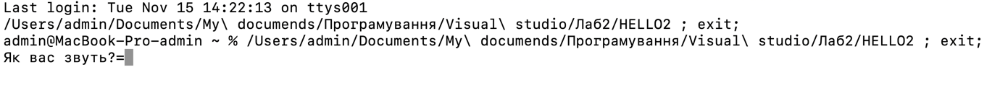 Last login: Tue Nov 15 14:22:13 on ttys001
/Users/admin/Documents/My\ documends/Програмування/Visual\ studio/Лаб2/HELLO2 ; exit;
admin@MacBook-Pro-admin ~ % /Users/admin/Documents/My\ documends/Програмування/Visual\ studio/Лаб2/HELLO2 ; exit;
Як вас звуть?=